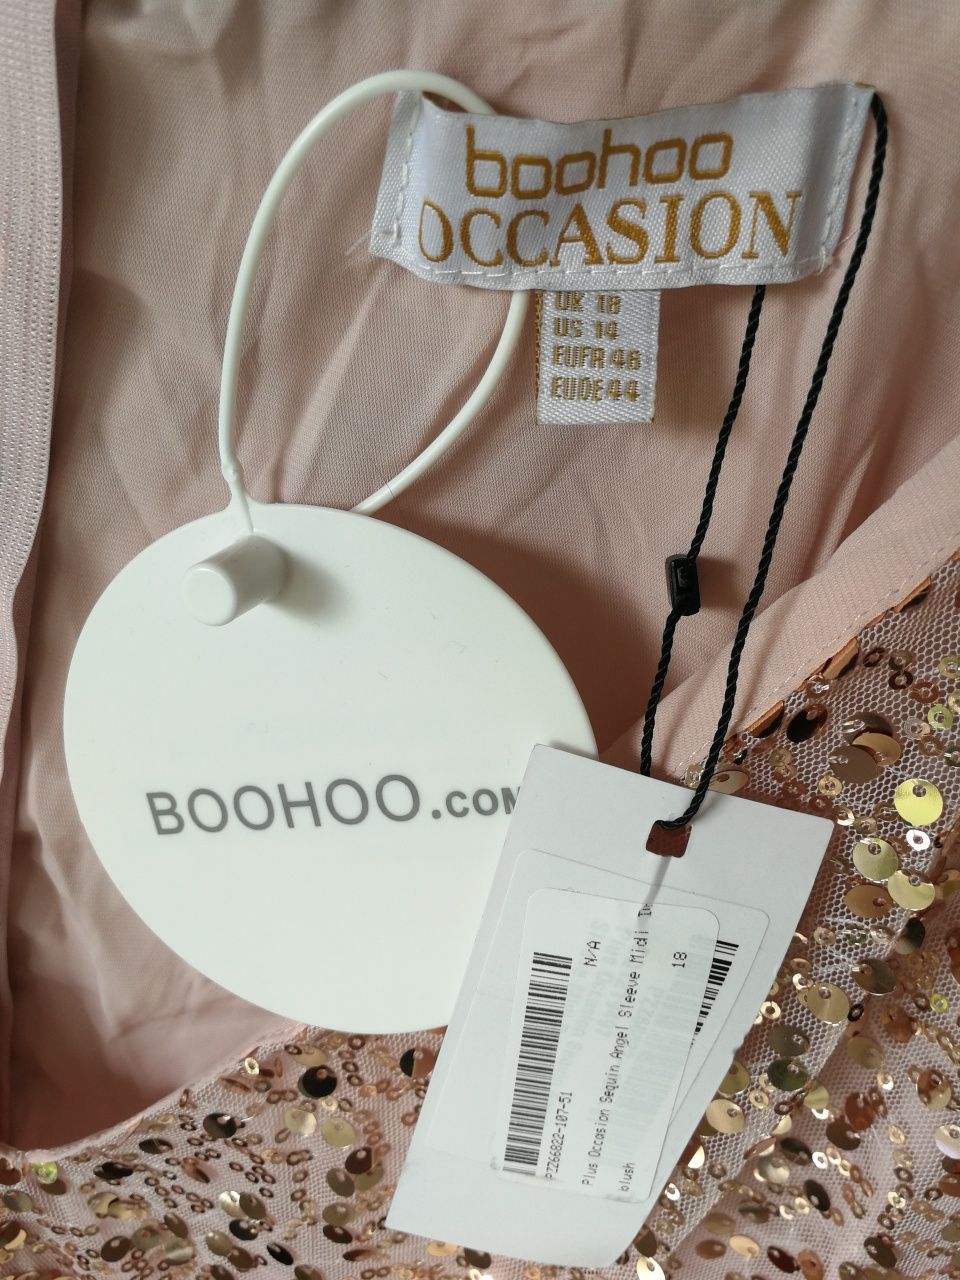 boohoo
OCCASION
UK 18
US 14
EUFR 46
EUDE 44
BOOHOO.COM
N/A
PZZ66822-107-51
Plus Occasion Sequin Angel Sleeve Midi
18
blush